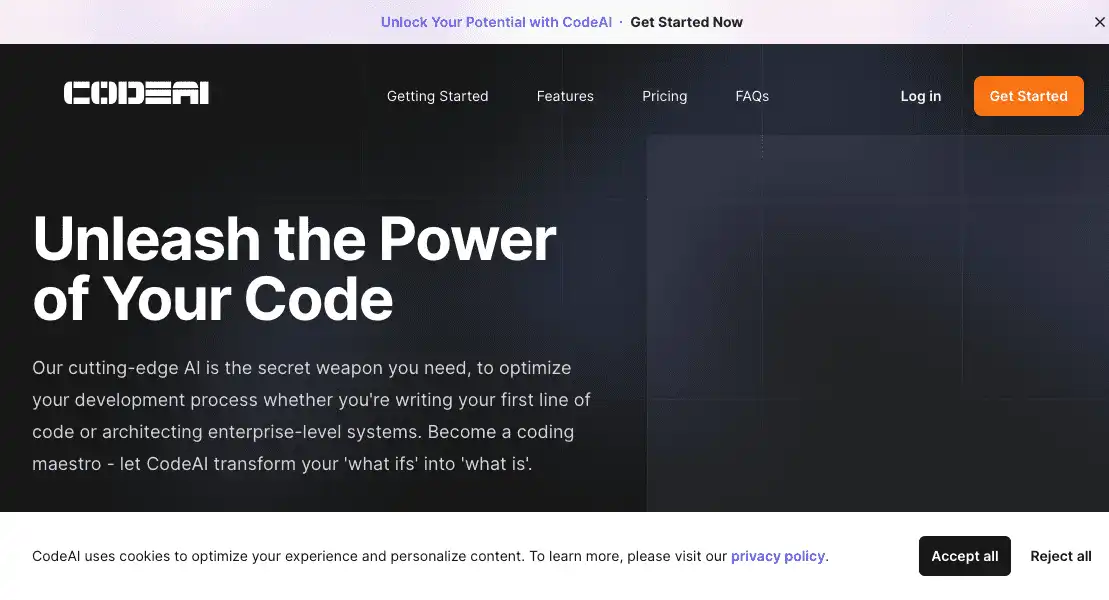 Unlock Your Potential with CodeAI · Get Started Now
CODEAI
Getting Started
Features
Pricing
FAQs
Log in
Get Started
Unleash the Power
of Your Code
Our cutting-edge AI is the secret weapon you need, to optimize
your development process whether you're writing your first line of
code or architecting enterprise-level systems. Become a coding
maestro - let CodeAI transform your 'what ifs' into 'what is'.
CodeAI uses cookies to optimize your experience and personalize content. To learn more, please visit our privacy policy.
Accept all
Reject all